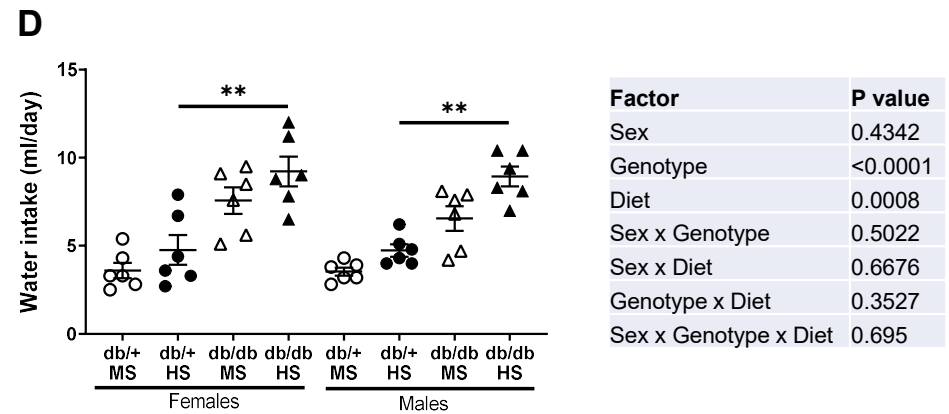 D
Water intake (ml/day)
15
10
5
0
**
**
db/+ db/+ db/db db/db db/+ db/+ db/db db/db
MS HS MS HS MS HS MS HS
Females Males
Factor P value
Sex 0.4342
Genotype <0.0001
Diet 0.0008
Sex x Genotype 0.5022
Sex x Diet 0.6676
Genotype x Diet 0.3527
Sex x Genotype x Diet 0.695